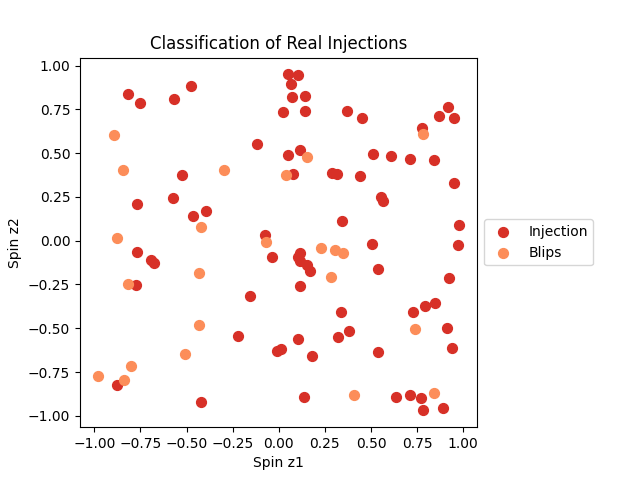 Classification of Real Injections
1.00
0.75
0.50
0.25
0.00
−0.25
−0.50
−0.75
−1.00
Spin z2
−1.00 −0.75 −0.50 −0.25 0.00 0.25 0.50 0.75 1.00
Spin z1
Injection
Blips